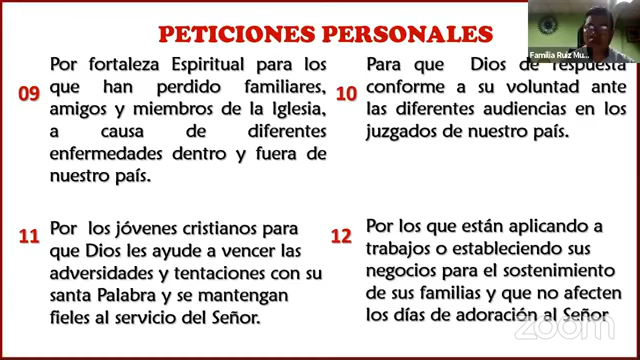 PETICIONES PERSONALES
Familia Ruiz Mu...
09
Por fortaleza Espiritual para los
que han perdido familiares,
amigos y miembros de la Iglesia,
a causa de diferentes
enfermedades dentro y fuera de
nuestro país.
10
Para que Dios de respuesta
conforme a su voluntad ante
las diferentes audiencias en los
juzgados de nuestro país.
11
Por los jóvenes cristianos para
que Dios les ayude a vencer las
adversidades y tentaciones con su
santa Palabra y se mantengan
fieles al servicio del Señor.
12
Por los que están aplicando a
trabajos o estableciendo sus
negocios para el sostenimiento
de sus familias y que no afecten
los días de adoración al Señor
zoom